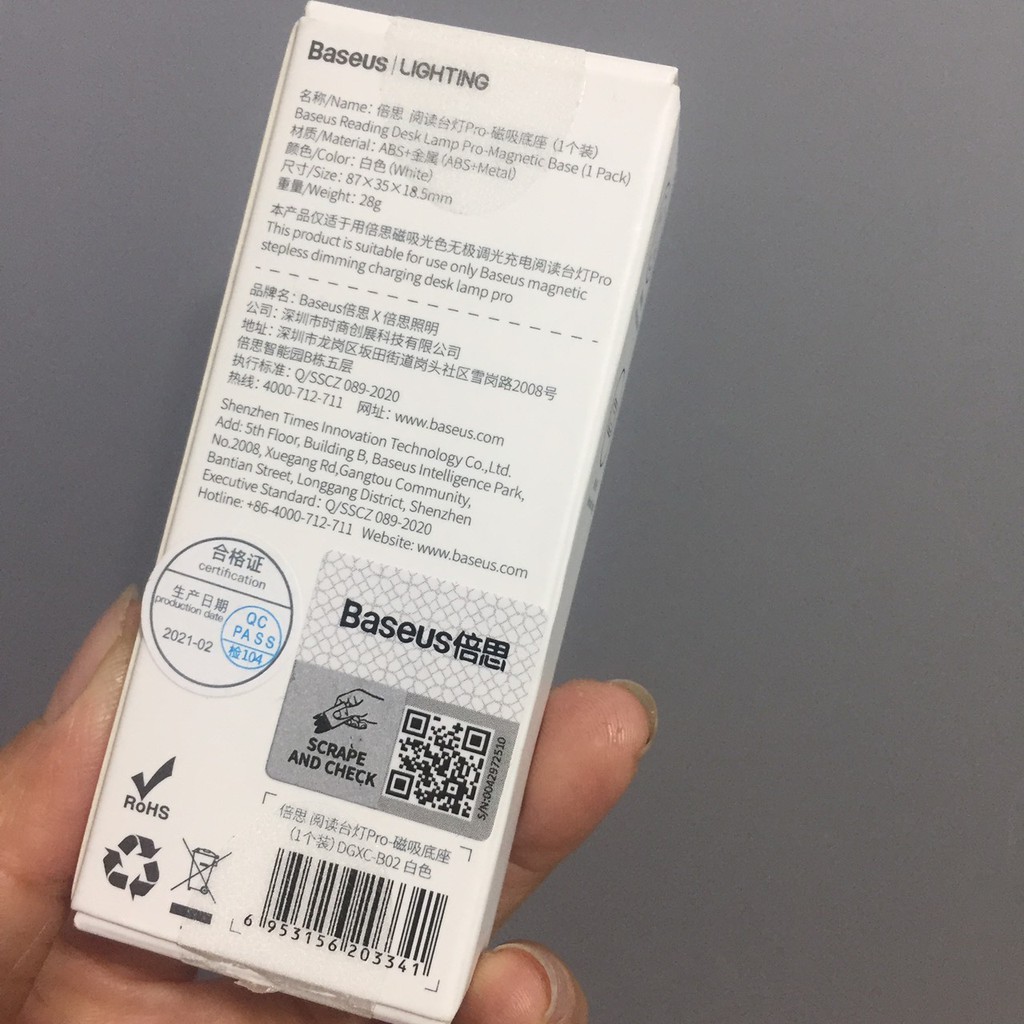 Baseus | LIGHTING
名称/Name: 倍思 阅读台灯Pro-磁吸底座 (1个装)
Baseus Reading Desk Lamp Pro-Magnetic Base (1 Pack)
材质/Material: ABS+金属 (ABS+Metal)
颜色/Color: 白色 (White)
尺寸/Size: 87×35×18.5mm
重量/Weight: 28g
本产品仅适于用倍思磁吸光色无极调光充电阅读台灯Pro
This product is suitable for use only Baseus magnetic
stepless dimming charging desk lamp pro
品牌名: Baseus倍思 X 倍思照明
公司: 深圳市时商创展科技有限公司
地址: 深圳市龙岗区坂田街道岗头社区雪岗路2008号
倍思智能园B栋五层
执行标准: Q/SSCZ 089-2020
热线: 4000-712-711 网址: www.baseus.com
Shenzhen Times Innovation Technology Co.,Ltd.
Add: 5th Floor, Building B, Baseus Intelligence Park,
No.2008, Xuegang Rd,Gangtou Community,
Bantian Street, Longgang District, Shenzhen
Executive Standard: Q/SSCZ 089-2020
Hotline: +86-4000-712-711 Website: www.baseus.com
合格证
certification
生产日期
production date
2021-02
QC
PASS
检104
Baseus倍思
SCRAPE
AND CHECK
S/N:0042972510
RoHS
倍思 阅读台灯Pro-磁吸底座
(1个装) DGXC-B02 白色
6 953156 203341